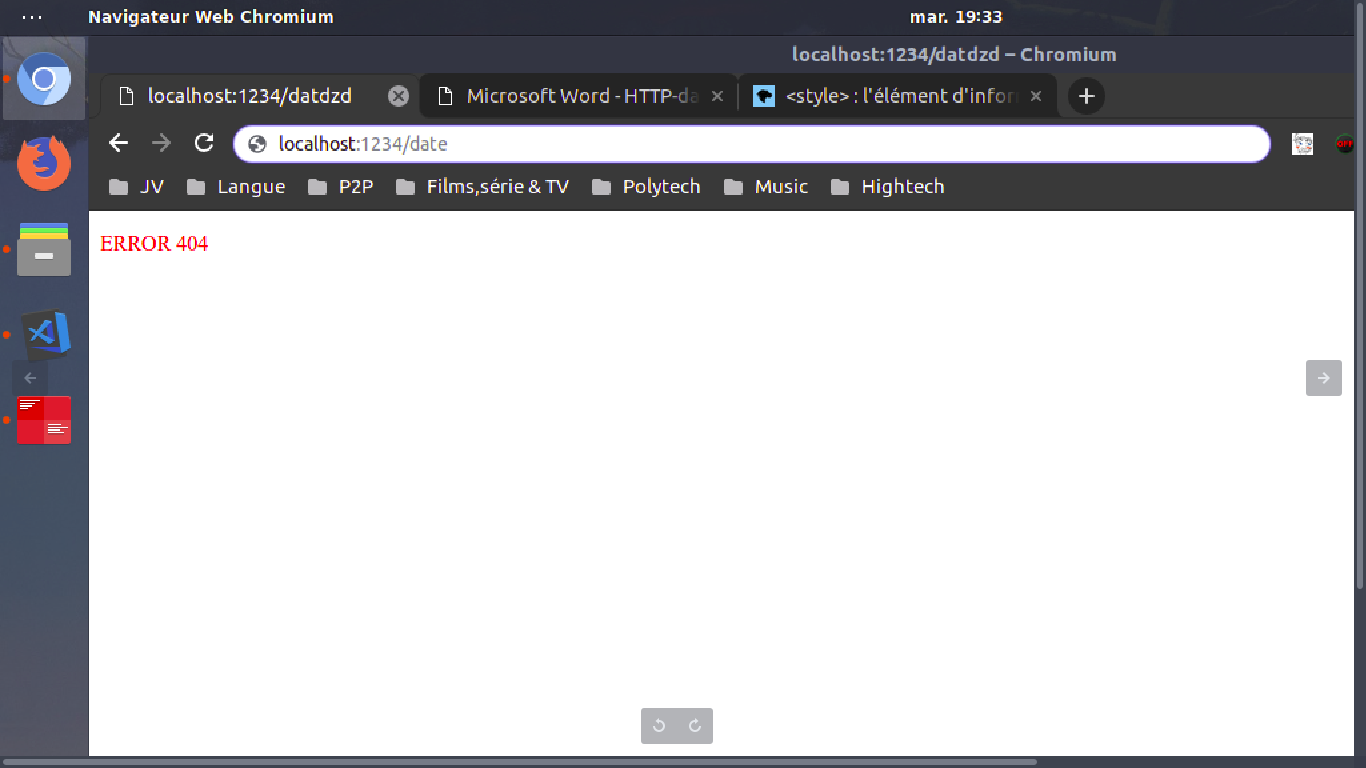 Navigateur Web Chromium
mar. 19:33
localhost:1234/datdzd – Chromium
localhost:1234/datdzd
Microsoft Word - HTTP-da
<style> : l'élément d'infor
localhost:1234/date
OFF
JV
Langue
P2P
Films,série & TV
Polytech
Music
Hightech
ERROR 404